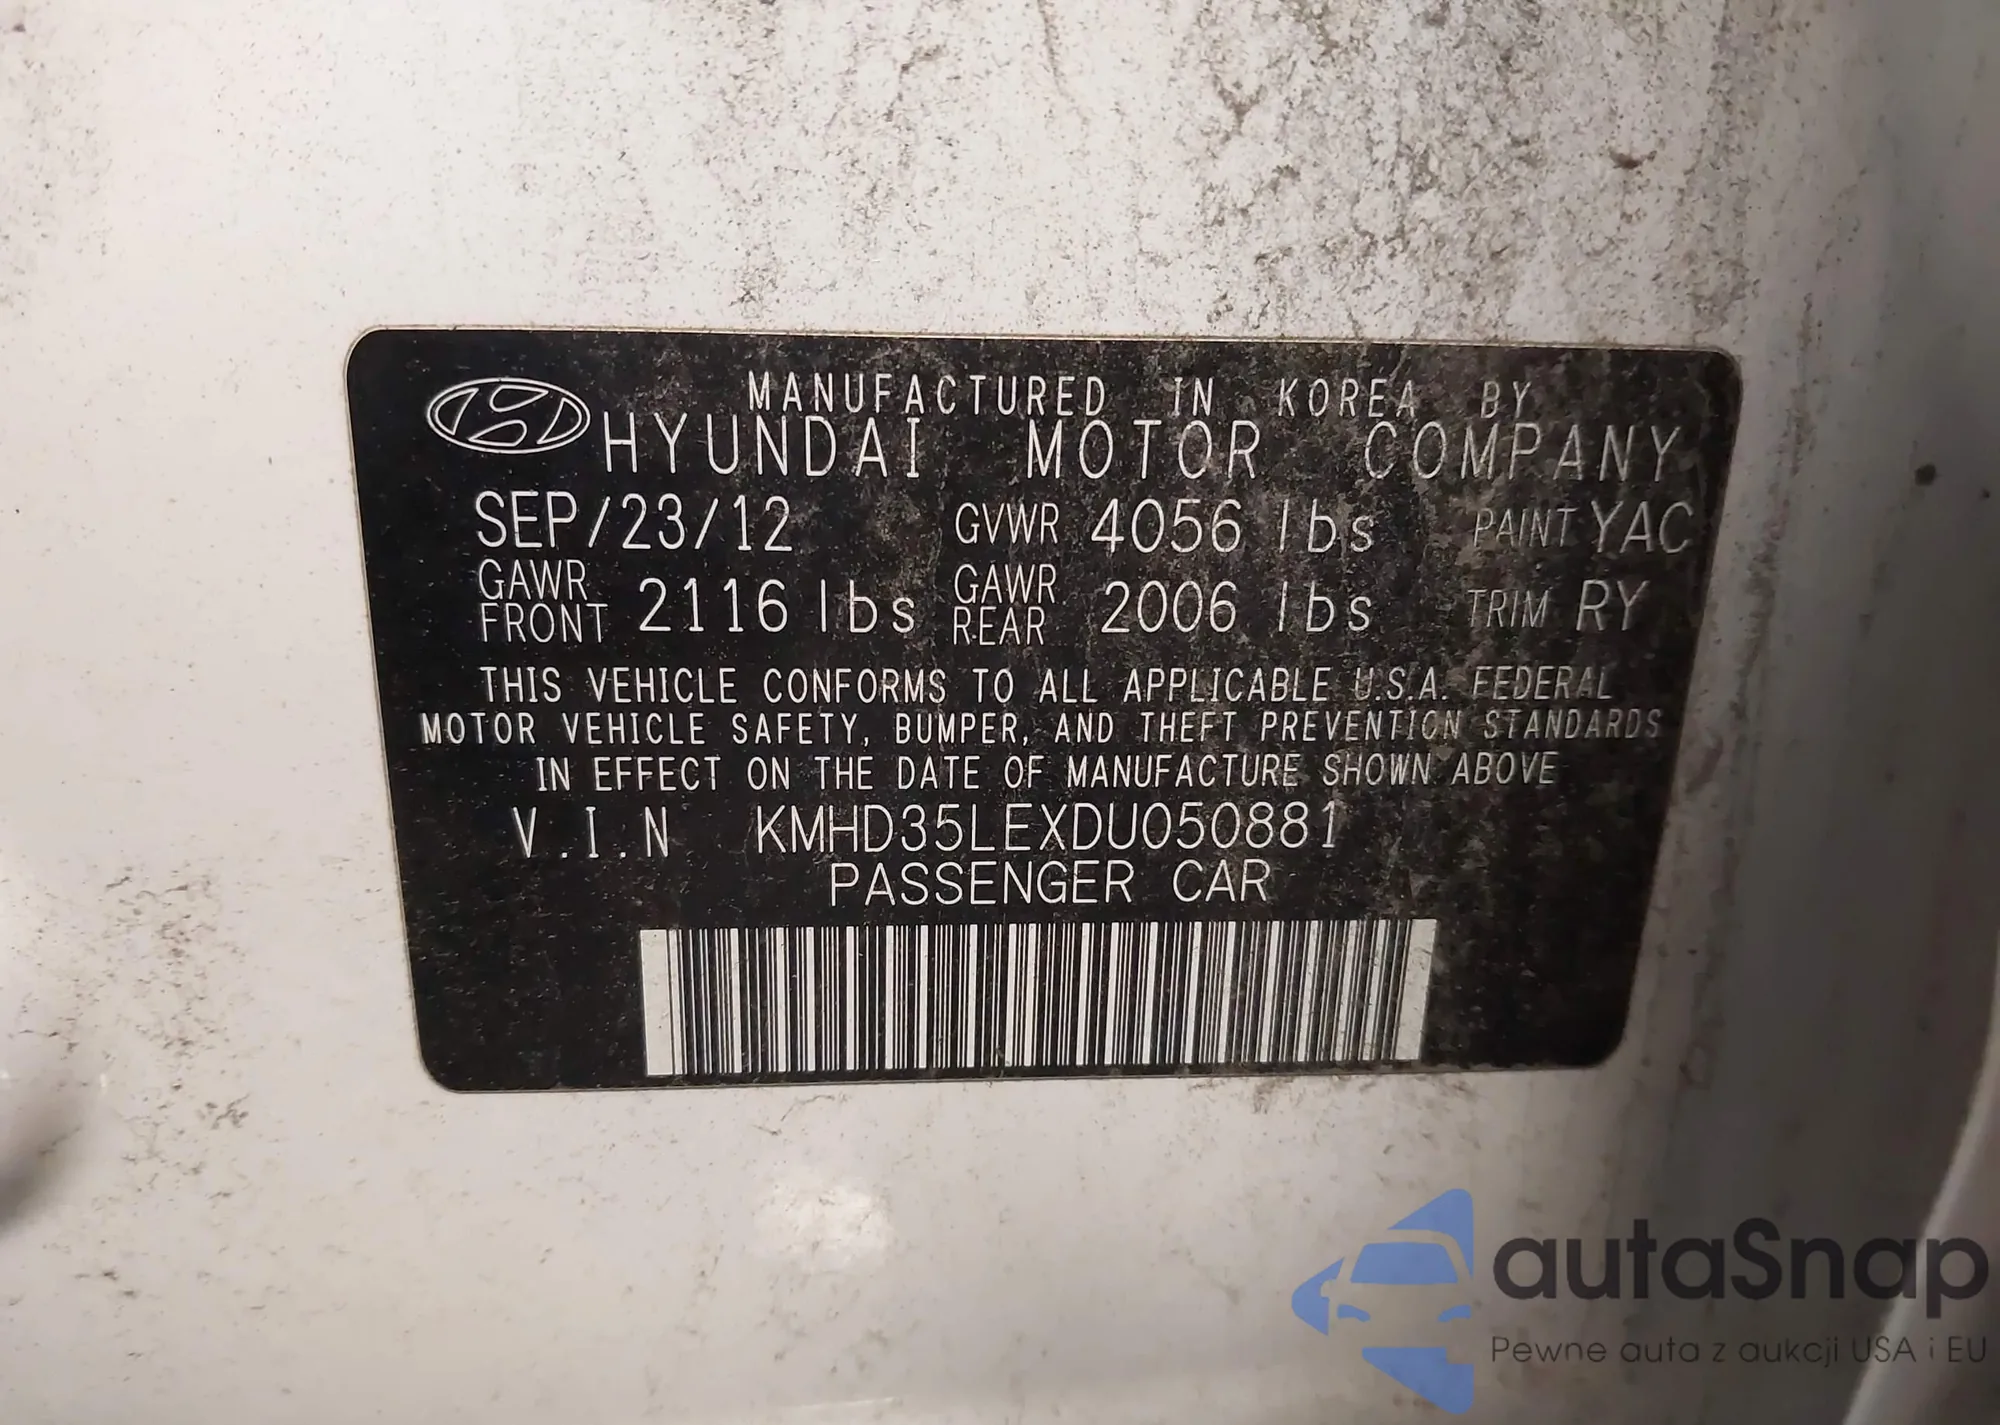 MANUFACTURED IN KOREA BY
HYUNDAI MOTOR COMPANY
SEP/23/12 GVWR 4056 lbs PAINT YAC
GAWR FRONT 2116 lbs GAWR REAR 2006 lbs TRIM RY
THIS VEHICLE CONFORMS TO ALL APPLICABLE U.S.A. FEDERAL
MOTOR VEHICLE SAFETY, BUMPER, AND THEFT PREVENTION STANDARDS
IN EFFECT ON THE DATE OF MANUFACTURE SHOWN ABOVE
V.I.N KMHD35LEXDU050881
PASSENGER CAR
autaSnap
Pewne auta z aukcji USA i EU